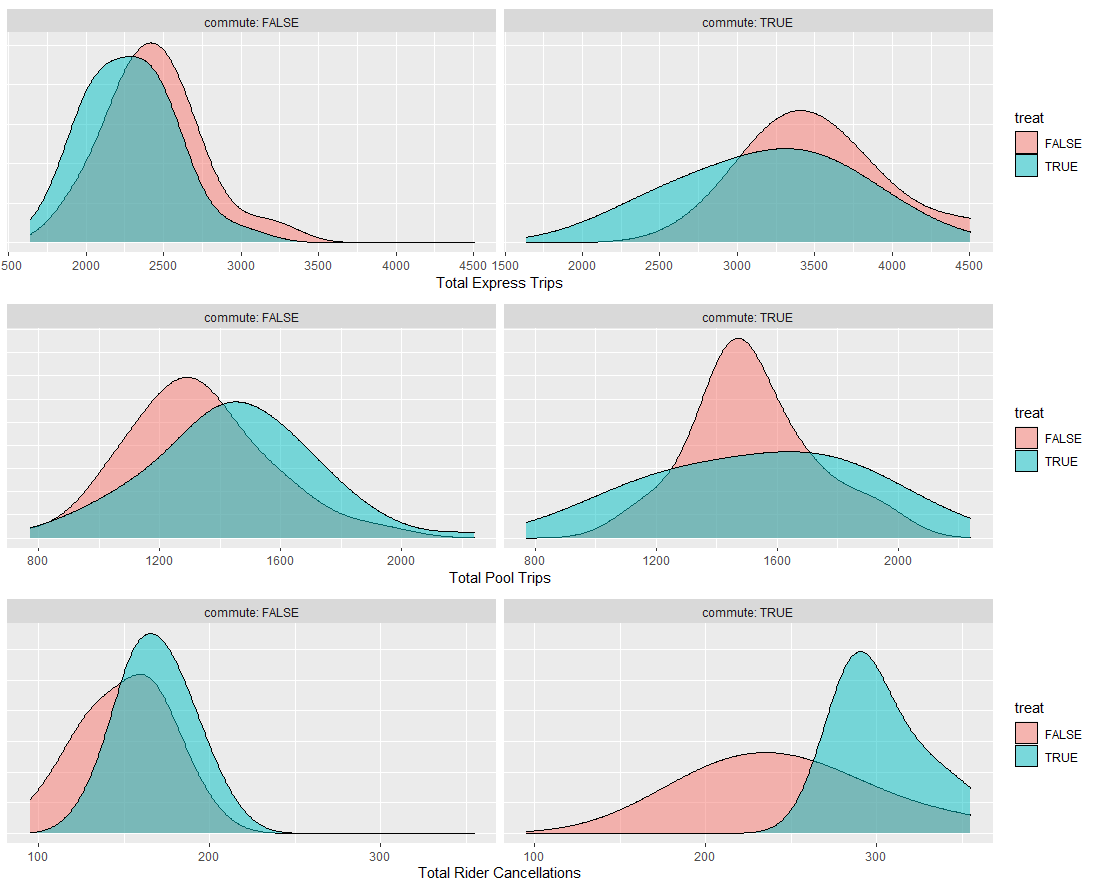 commute: FALSE commute: TRUE
treat
FALSE
TRUE
500 2000 2500 3000 3500 4000 4500 1500 2000 2500 3000 3500 4000 4500
Total Express Trips
commute: FALSE commute: TRUE
treat
FALSE
TRUE
800 1200 1600 2000 800 1200 1600 2000
Total Pool Trips
commute: FALSE commute: TRUE
treat
FALSE
TRUE
100 200 300 100 200 300
Total Rider Cancellations